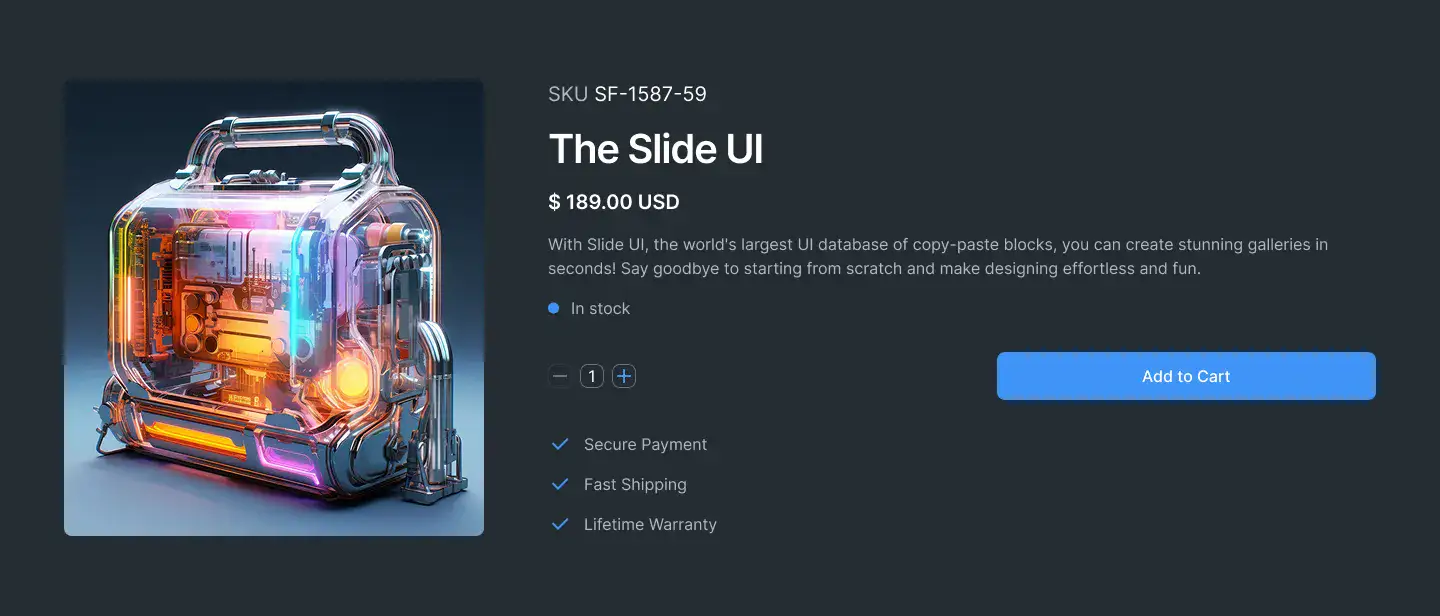 SKU SF-1587-59
The Slide UI
$ 189.00 USD
With Slide UI, the world's largest UI database of copy-paste blocks, you can create stunning galleries in
seconds! Say goodbye to starting from scratch and make designing effortless and fun.
In stock
1
Add to Cart
Secure Payment
Fast Shipping
Lifetime Warranty